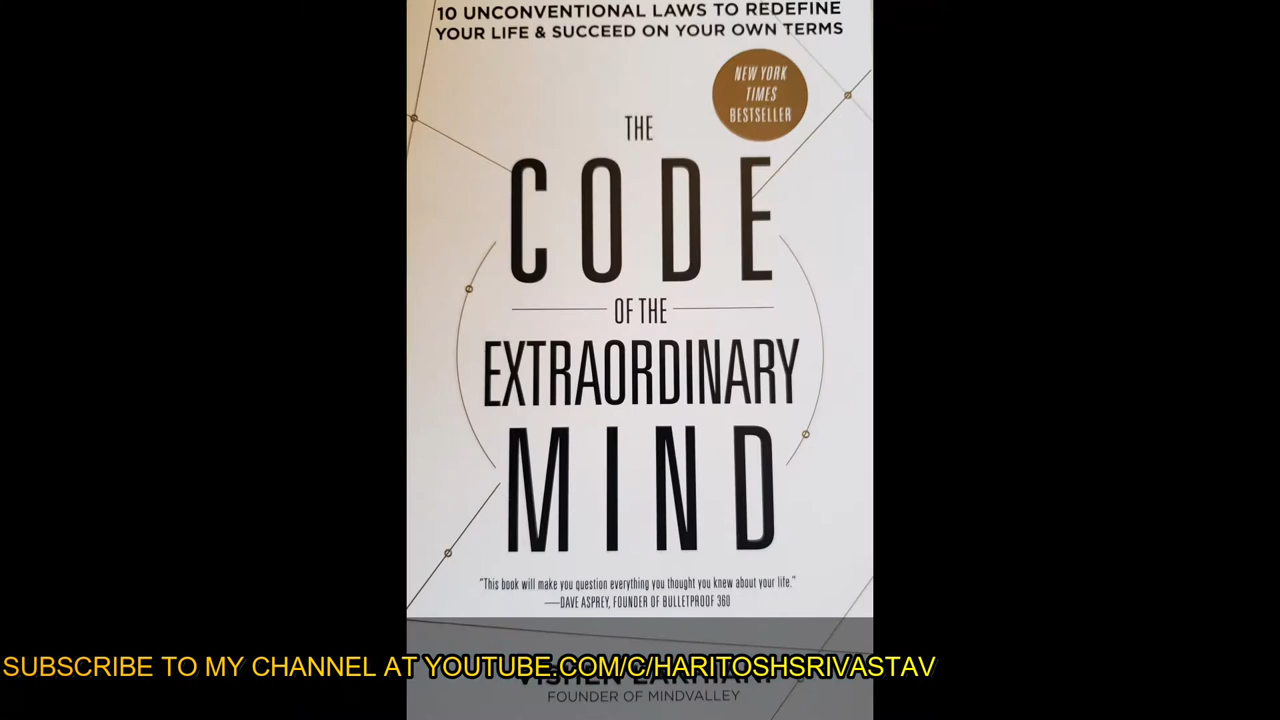 10 UNCONVENTIONAL LAWS TO REDEFINE
YOUR LIFE & SUCCEED ON YOUR OWN TERMS
NEW YORK
TIMES
BESTSELLER
THE
CODE
OF THE
EXTRAORDINARY
MIND
"This book will make you question everything you thought you knew about your life."
—DAVE ASPREY, FOUNDER OF BULLETPROOF 360
SUBSCRIBE TO MY CHANNEL AT YOUTUBE.COM/C/HARITOSHSRIVASTAV
VISHEN LAKHIANI
FOUNDER OF MINDVALLEY